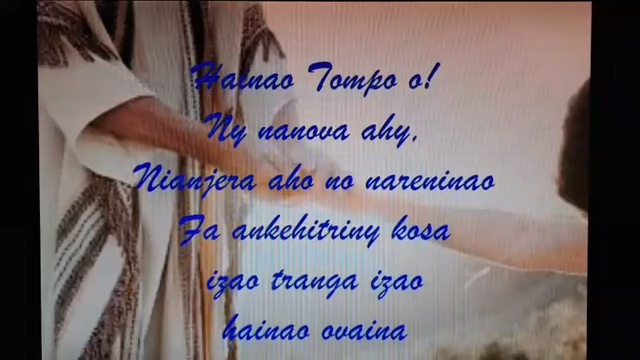 Hainao Tompo o!
Ny nanova ahy,
Nianjera aho no nareninao
Fa ankehitriny kosa
izao tranga izao
hainao ovaina